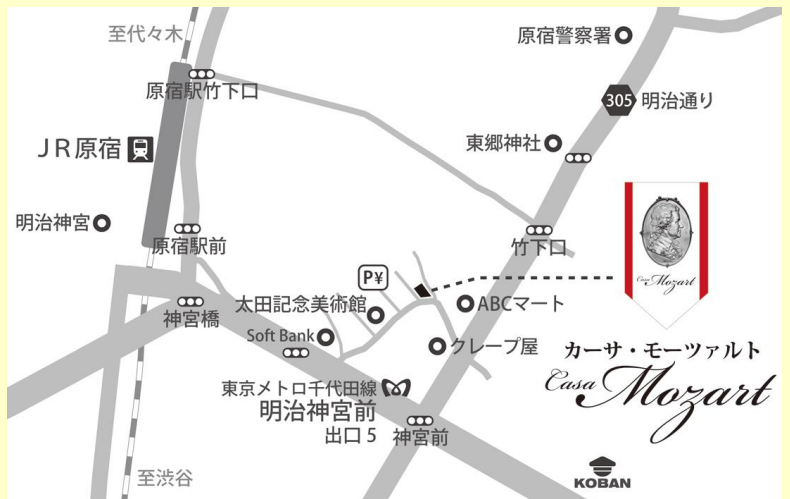 至代々木
原宿警察署
原宿駅竹下口
305 明治通り
東郷神社
JR原宿
明治神宮
原宿駅前
竹下口
P¥
Casa Mozart
神宮橋
太田記念美術館
ABCマート
Soft Bank
クレープ屋
カーサ・モーツァルト
Casa Mozart
東京メトロ千代田線
明治神宮前
出口5
神宮前
至渋谷
KOBAN